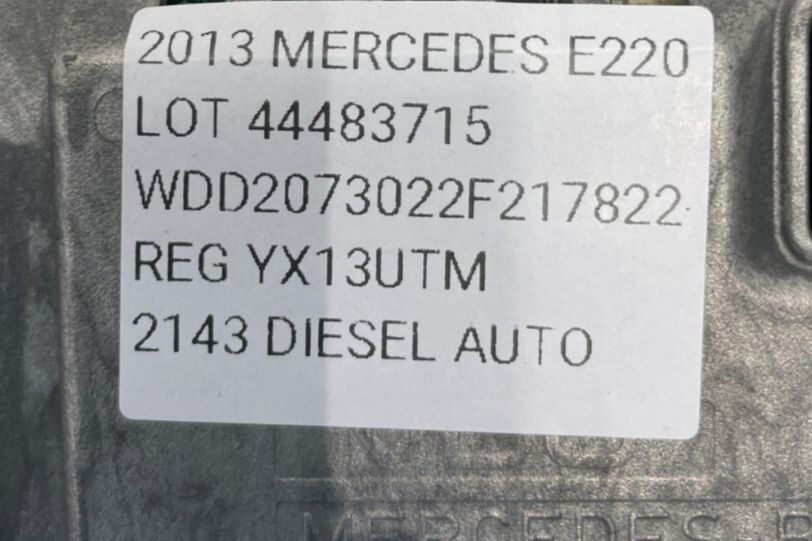 2013 MERCEDES E220
LOT 44483715
WDD2073022F217822
REG YX13UTM
2143 DIESEL AUTO